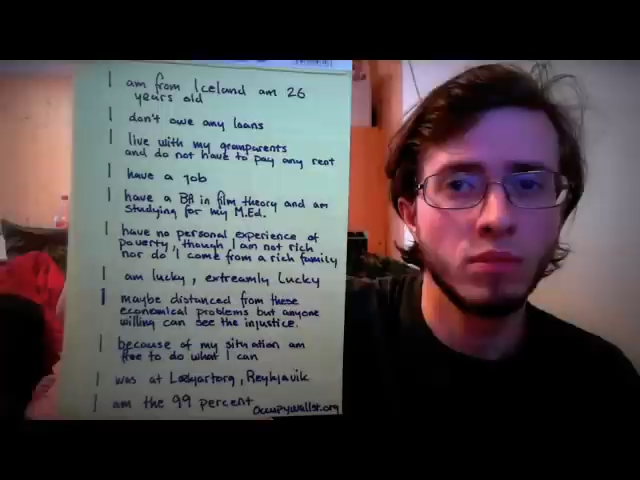 I am from Iceland am 26
years old
I don't owe any loans
I live with my granparents
and do not have to pay any rent
I have a job
I have a BA in film theory and am
studying for my M.Ed.
I have no personal experience of
poverty, though I am not rich
nor do I come from a rich family
I am lucky, extreamly Lucky
I maybe distanced from these
economical problems but anyone
willing can see the injustice.
I because of my situation am
free to do what I can
I was at Lækjartorg, Reykjavik
I am the 99 percent
OccupyWallSt.org